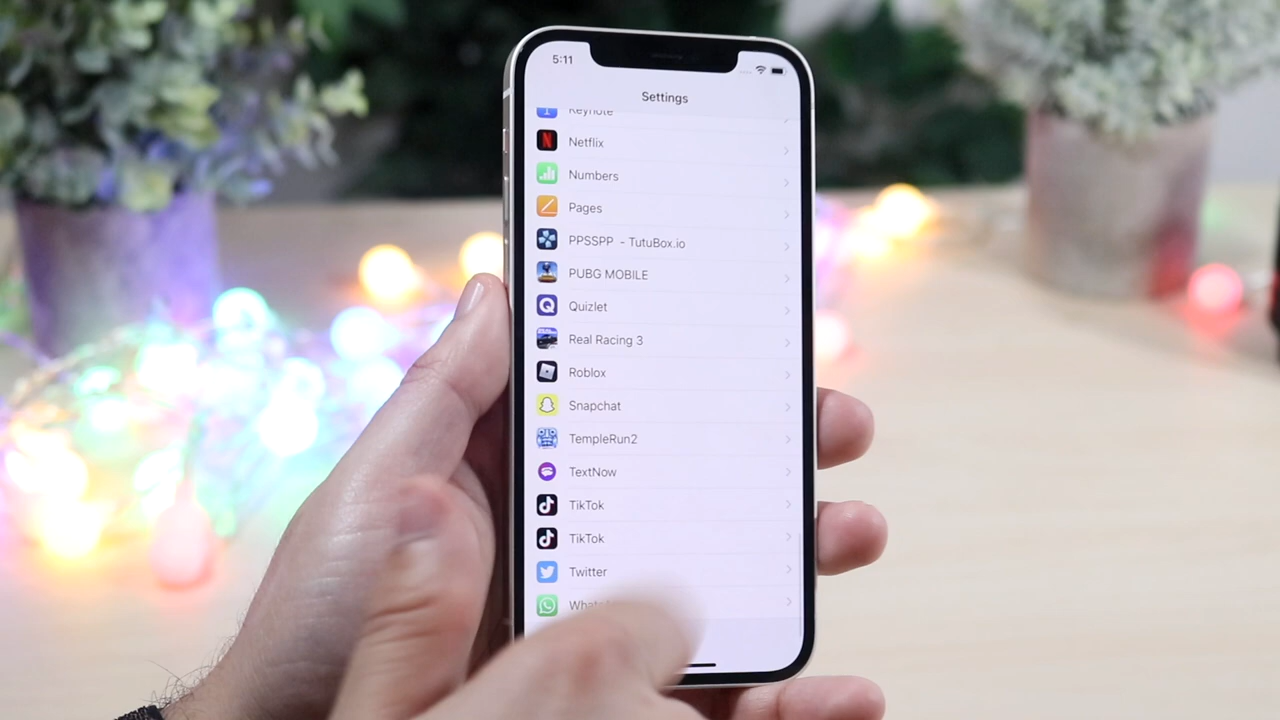 5:11
Settings
Keynote
Netflix
Numbers
Pages
PPSSPP - TutuBox.io
PUBG MOBILE
Quizlet
Real Racing 3
Roblox
Snapchat
TempleRun2
TextNow
TikTok
TikTok
Twitter